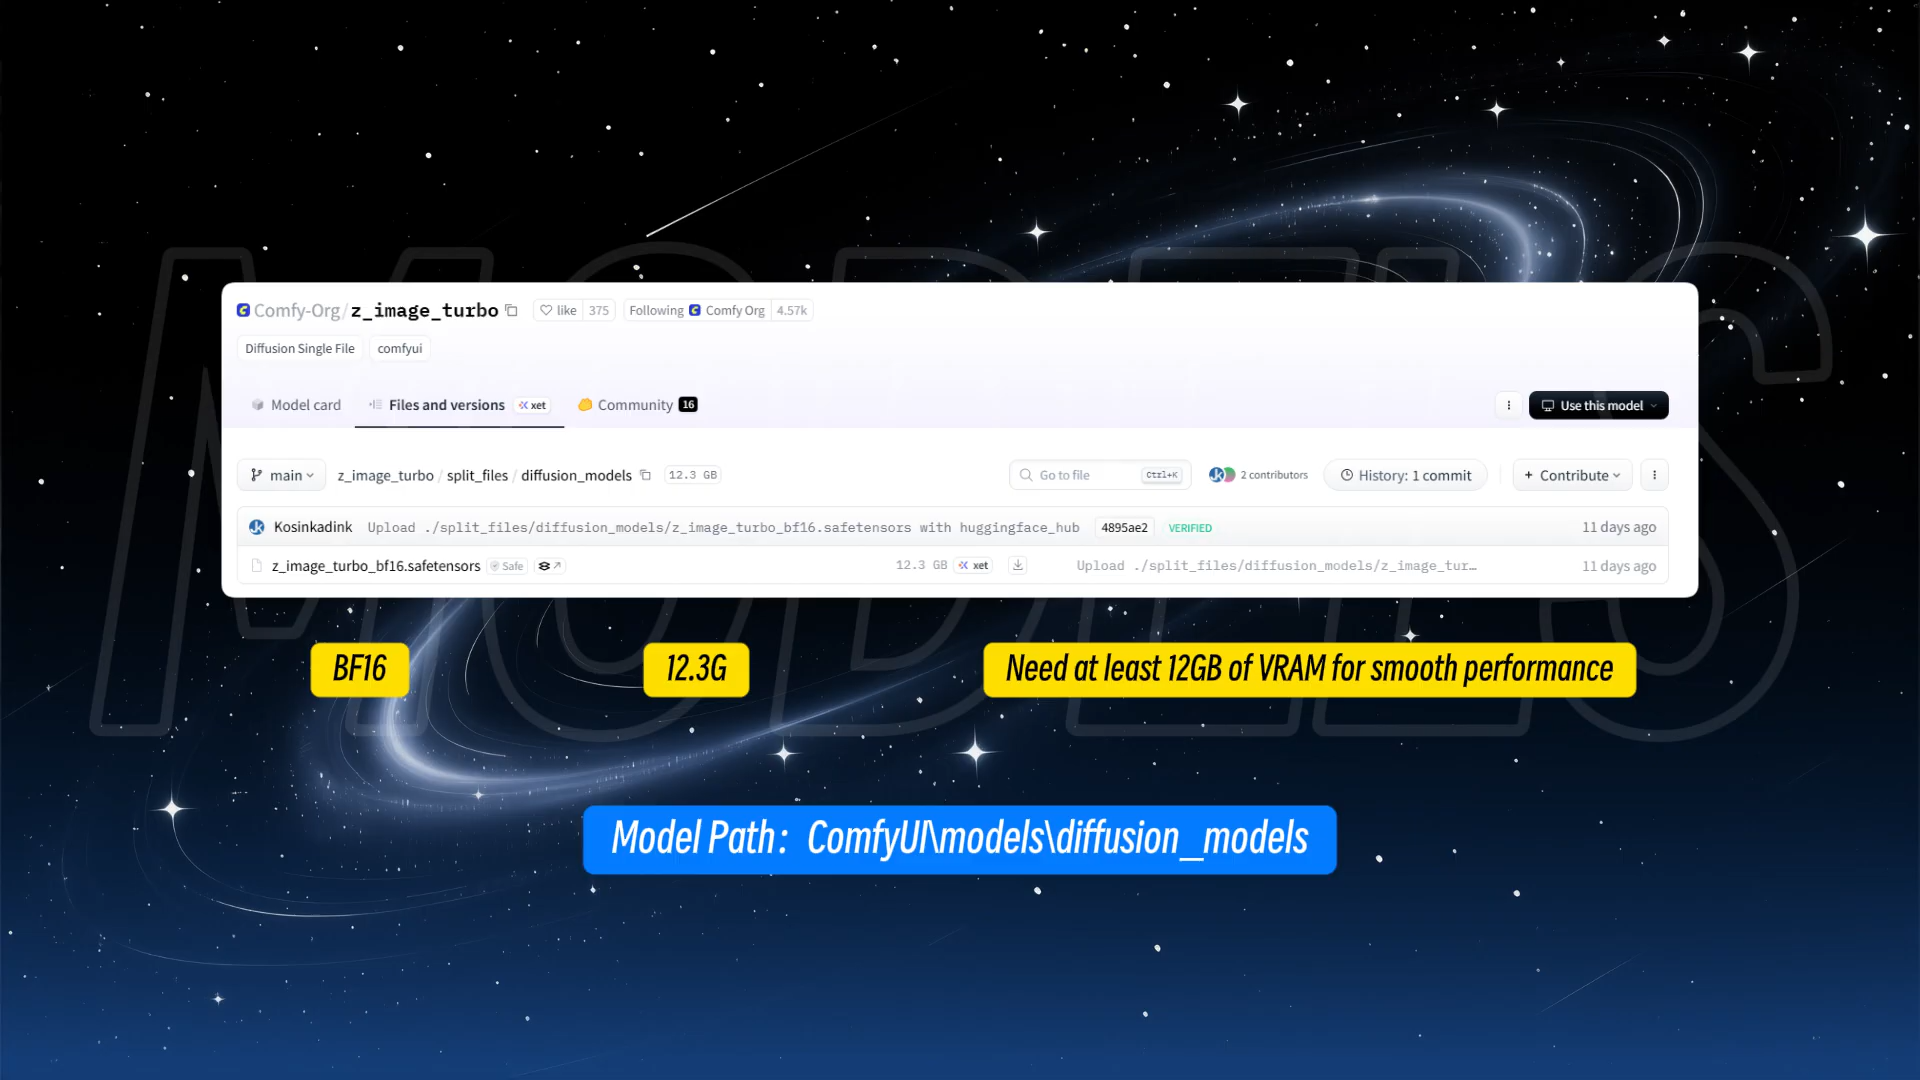 MODELS
Comfy-Org/z_image_turbo like 375 Following Comfy Org 4.57k
Diffusion Single File comfyui
Model card Files and versions xet Community 16 Use this model
main z_image_turbo / split_files / diffusion_models 12.3 GB Go to file Ctrl+K 2 contributors History: 1 commit + Contribute
Kosinkadink Upload ./split_files/diffusion_models/z_image_turbo_bf16.safetensors with huggingface_hub 4895ae2 VERIFIED 11 days ago
z_image_turbo_bf16.safetensors Safe 12.3 GB xet Upload ./split_files/diffusion_models/z_image_tur… 11 days ago
BF16 12.3G Need at least 12GB of VRAM for smooth performance
Model Path: ComfyUI\models\diffusion_models